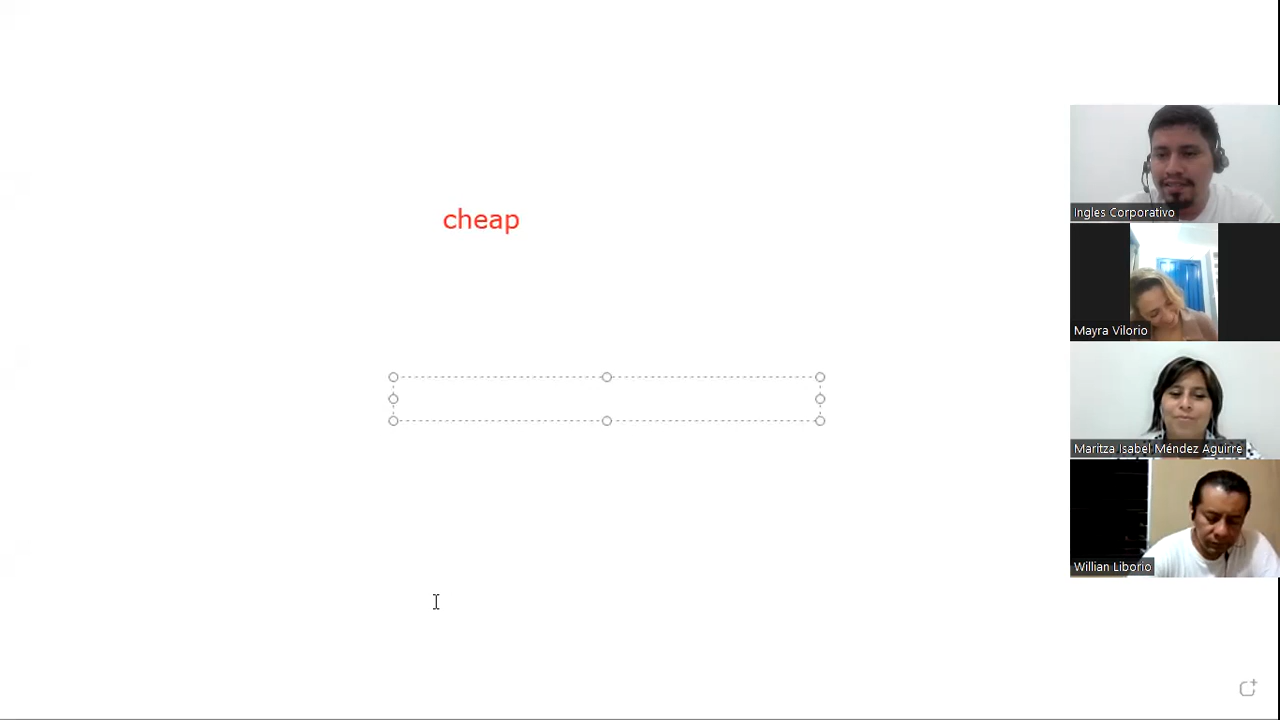 cheap
Ingles Corporativo
Mayra Vilorio
Maritza Isabel Méndez Aguirre
Willian Liborio